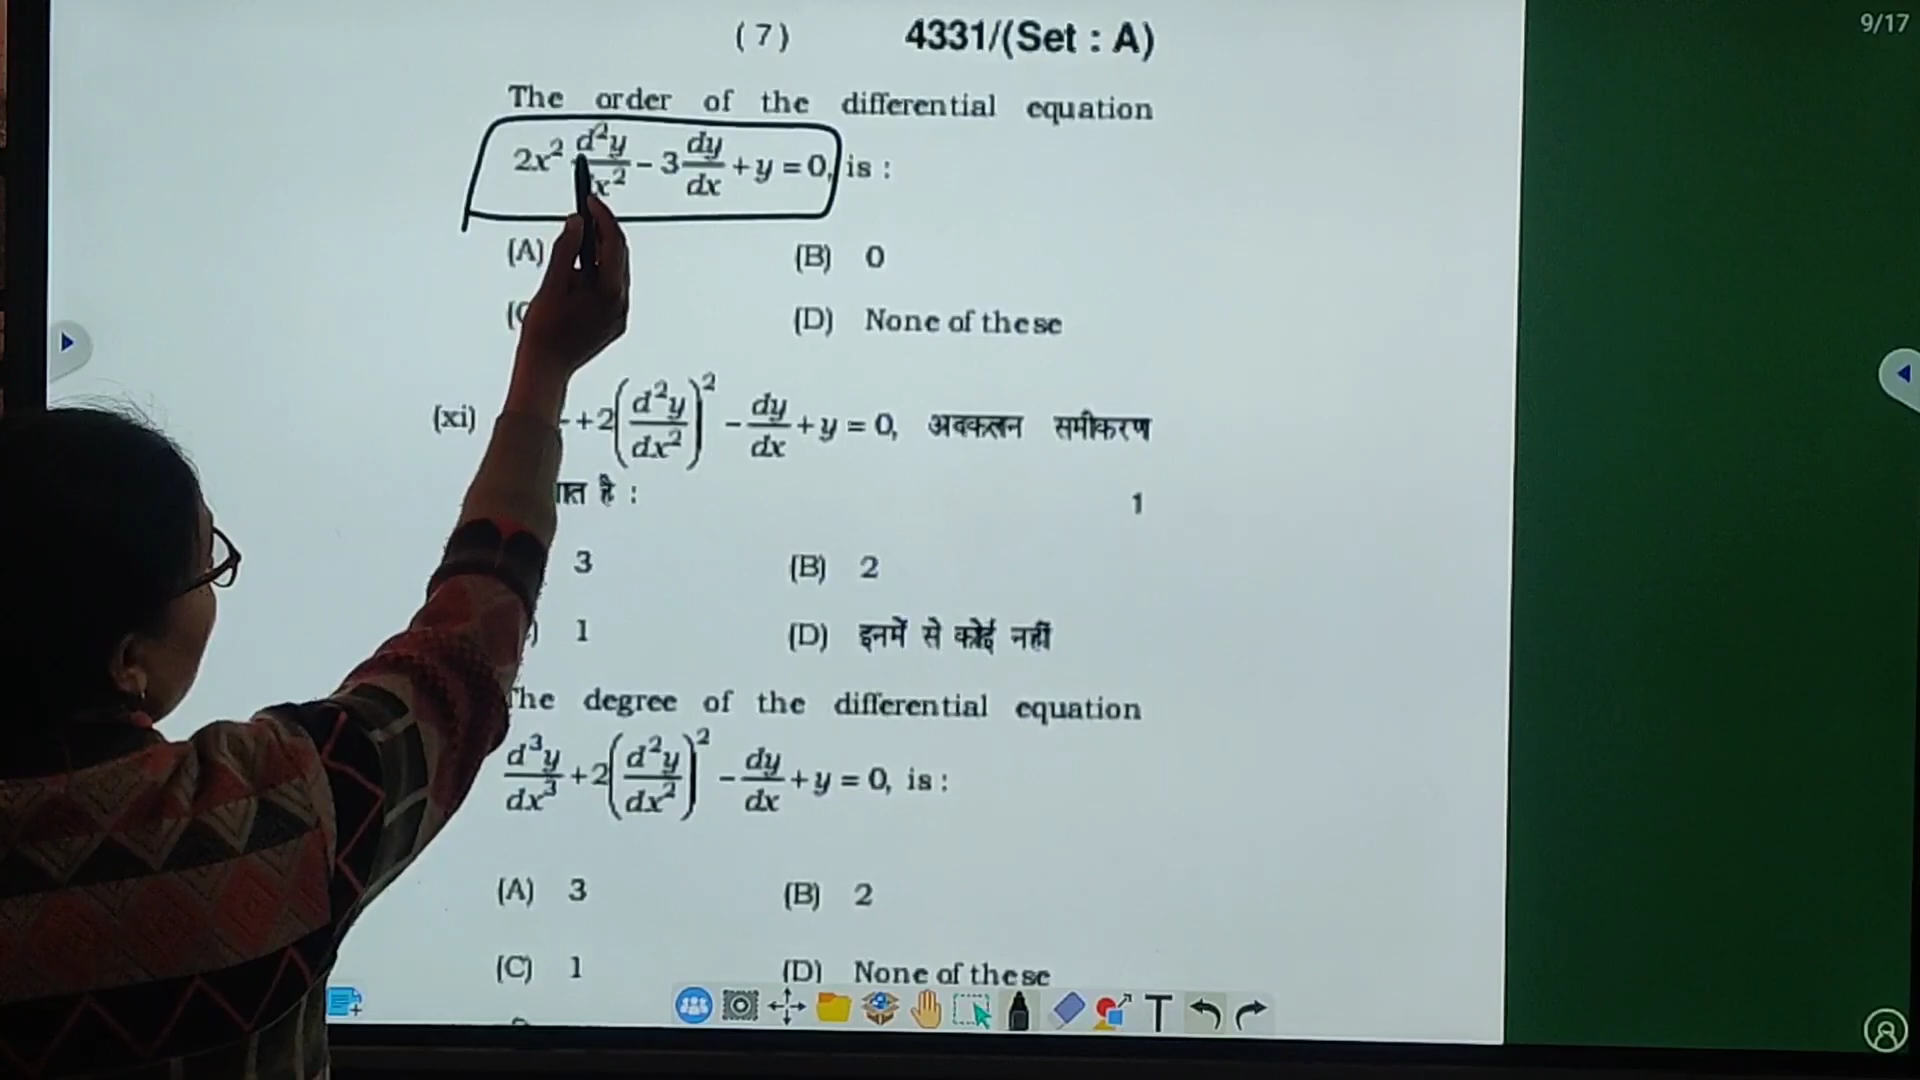 9/17
(7) 4331/(Set : A)
The order of the differential equation
2x² d²y/x² - 3 dy/dx + y = 0, is :
(A) (B) 0
(D) None of these
(xi) +2(d²y/dx²)² - dy/dx + y = 0, अवकलन समीकरण
है : 1
3 (B) 2
1 (D) इनमें से कोई नहीं
The degree of the differential equation
d³y/dx³ +2(d²y/dx²)² - dy/dx + y = 0, is :
(A) 3 (B) 2
(C) 1 (D) None of these
T